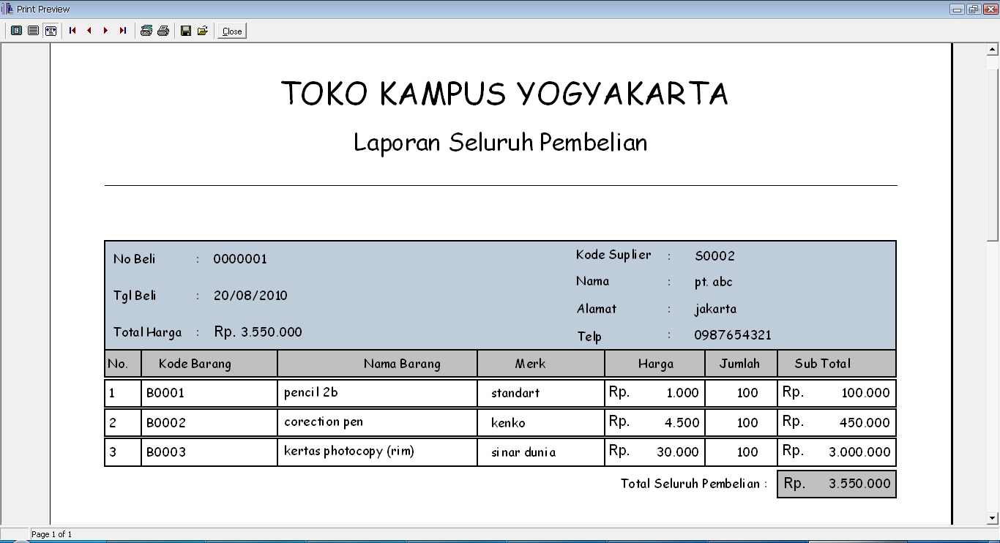 Print Preview
Close
TOKO KAMPUS YOGYAKARTA
Laporan Seluruh Pembelian
No Beli : 0000001
Kode Suplier : S0002
Nama : pt. abc
Tgl Beli : 20/08/2010
Alamat : jakarta
Total Harga : Rp. 3.550.000
Telp : 0987654321
No. Kode Barang Nama Barang Merk Harga Jumlah Sub Total
1 B0001 pencil 2b standart Rp. 1.000 100 Rp. 100.000
2 B0002 corection pen kenko Rp. 4.500 100 Rp. 450.000
3 B0003 kertas photocopy (rim) sinar dunia Rp. 30.000 100 Rp. 3.000.000
Total Seluruh Pembelian : Rp. 3.550.000
Page 1 of 1